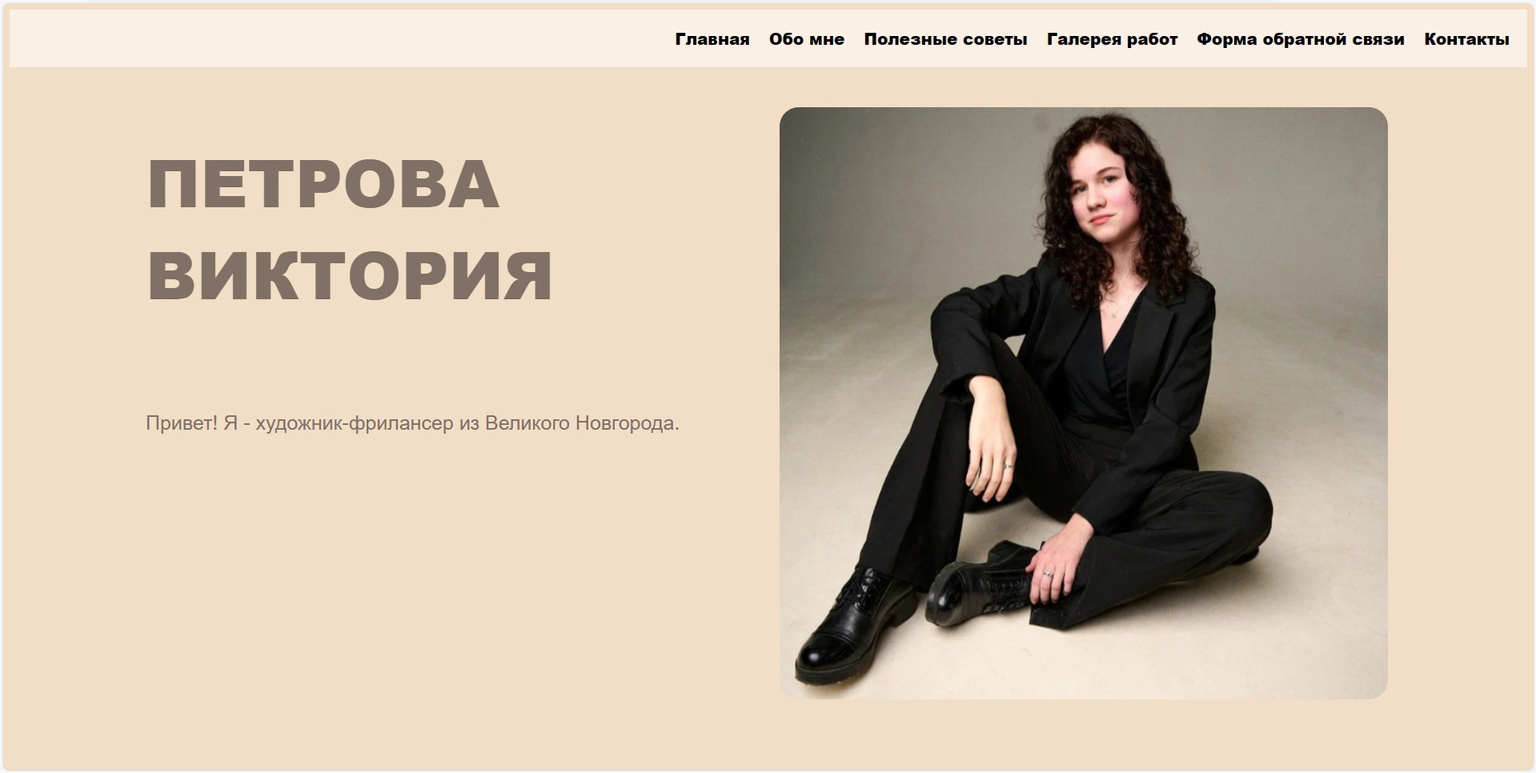 Главная Обо мне Полезные советы Галерея работ Форма обратной связи Контакты
ПЕТРОВА
ВИКТОРИЯ
Привет! Я - художник-фрилансер из Великого Новгорода.